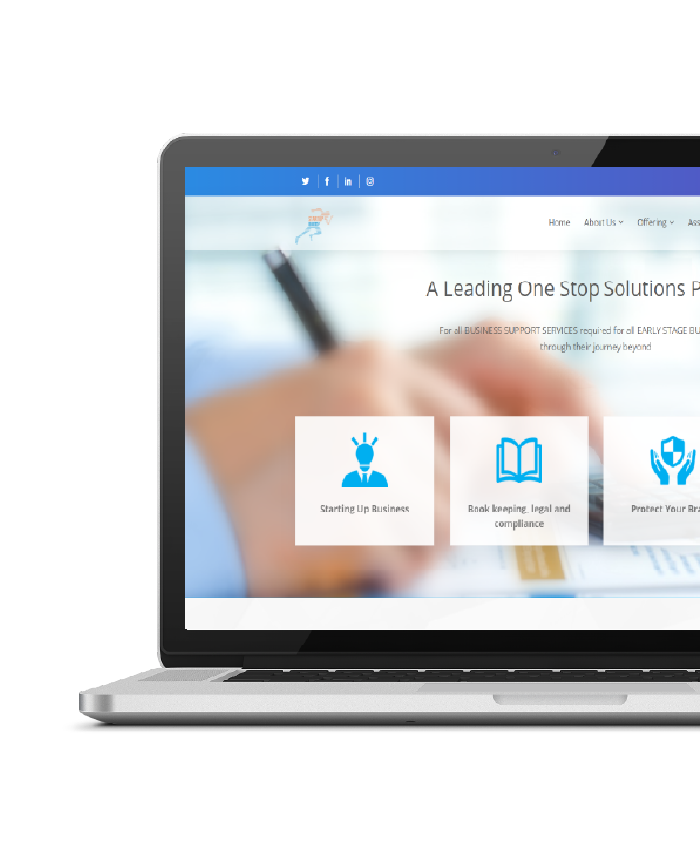 Home About Us Offering Ass
A Leading One Stop Solutions P
For all BUSINESS SUPPORT SERVICES required for all EARLY STAGE BU
through their journey beyond
Starting Up Business
Book keeping, legal and
compliance
Protect Your Bra